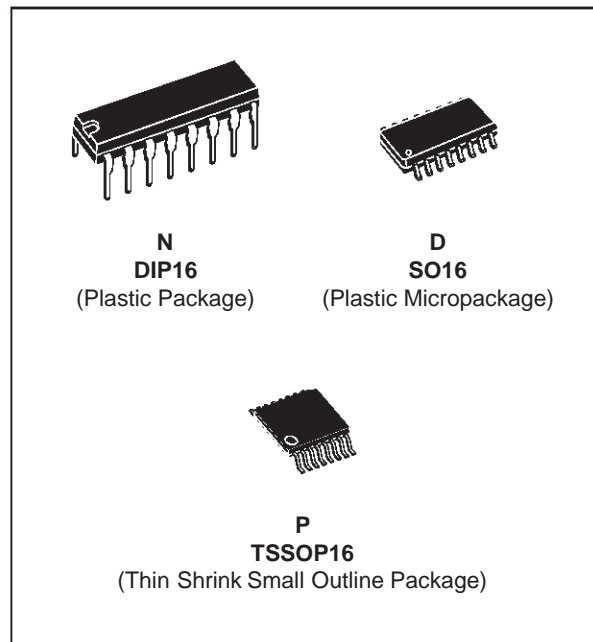 N
DIP16
(Plastic Package)
D
SO16
(Plastic Micropackage)
P
TSSOP16
(Thin Shrink Small Outline Package)